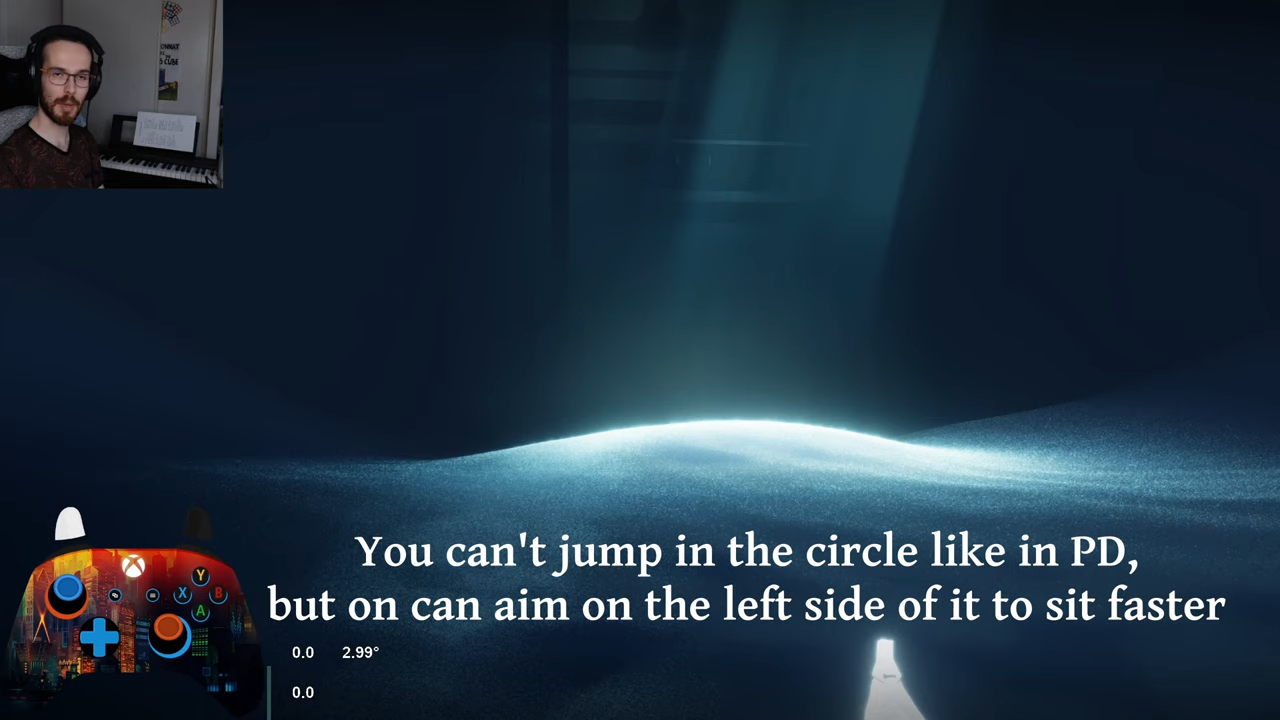 You can't jump in the circle like in PD,
but on can aim on the left side of it to sit faster
0.0 2.99°
0.0
Y
X B
A